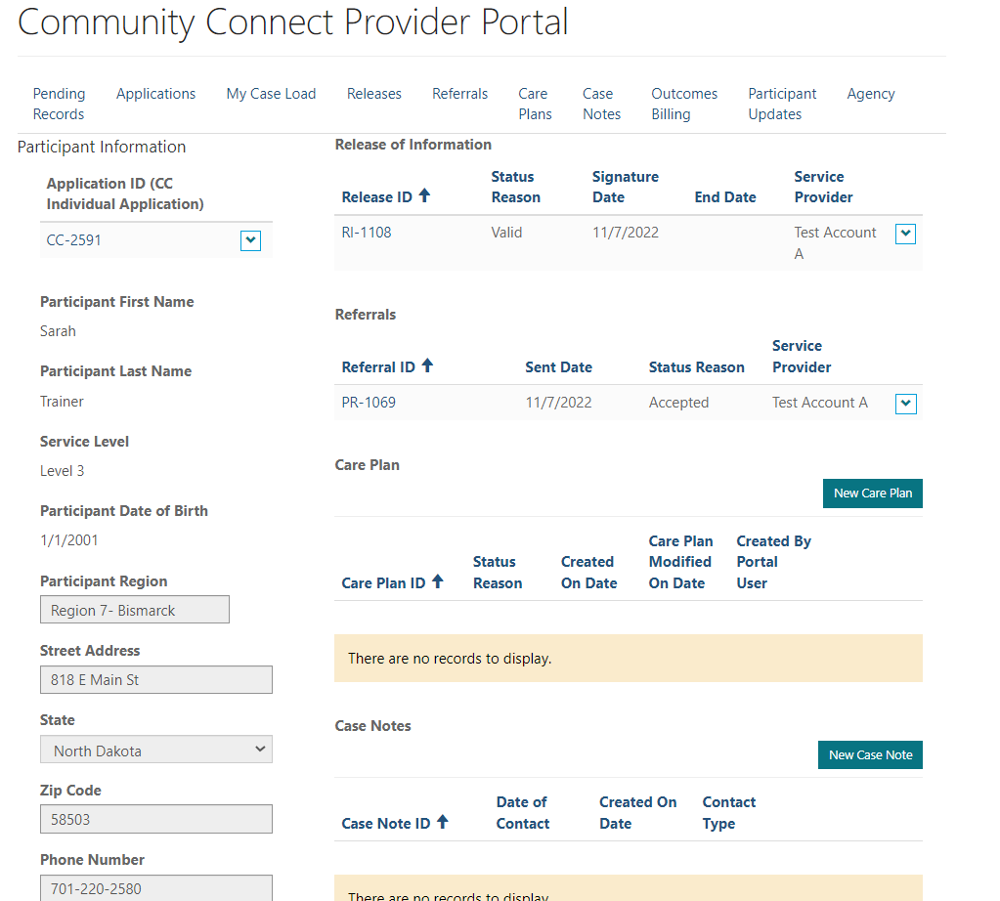 Community Connect Provider Portal
Pending Records
Applications
My Case Load
Releases
Referrals
Care Plans
Case Notes
Outcomes Billing
Participant Updates
Agency
Participant Information
Application ID (CC
Individual Application)
CC-2591
Participant First Name
Sarah
Participant Last Name
Trainer
Service Level
Level 3
Participant Date of Birth
1/1/2001
Participant Region
Region 7- Bismarck
Street Address
818 E Main St
State
North Dakota
Zip Code
58503
Phone Number
701-220-2580
Release of Information
Release ID Status Reason Signature Date End Date Service Provider
RI-1108 Valid 11/7/2022 Test Account A
Referrals
Referral ID Sent Date Status Reason Service Provider
PR-1069 11/7/2022 Accepted Test Account A
Care Plan
New Care Plan
Care Plan ID Status Reason Created On Date Care Plan Modified On Date Created By Portal User
There are no records to display.
Case Notes
New Case Note
Case Note ID Date of Contact Created On Date Contact Type
There are no records to display.